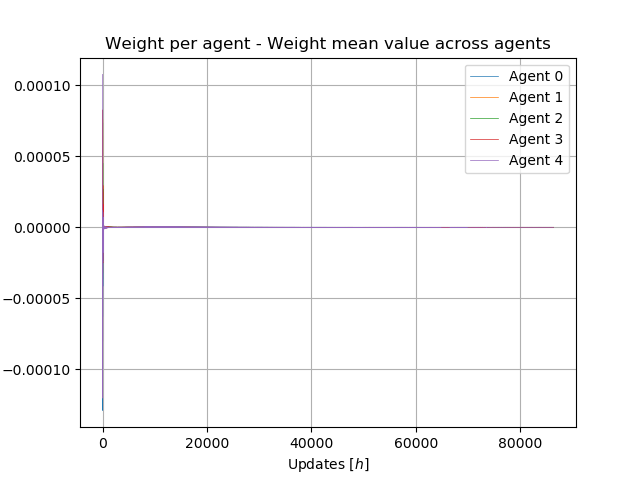 Weight per agent - Weight mean value across agents
Agent 0
Agent 1
Agent 2
Agent 3
Agent 4
0.00010
0.00005
0.00000
−0.00005
−0.00010
0 20000 40000 60000 80000
Updates [h]